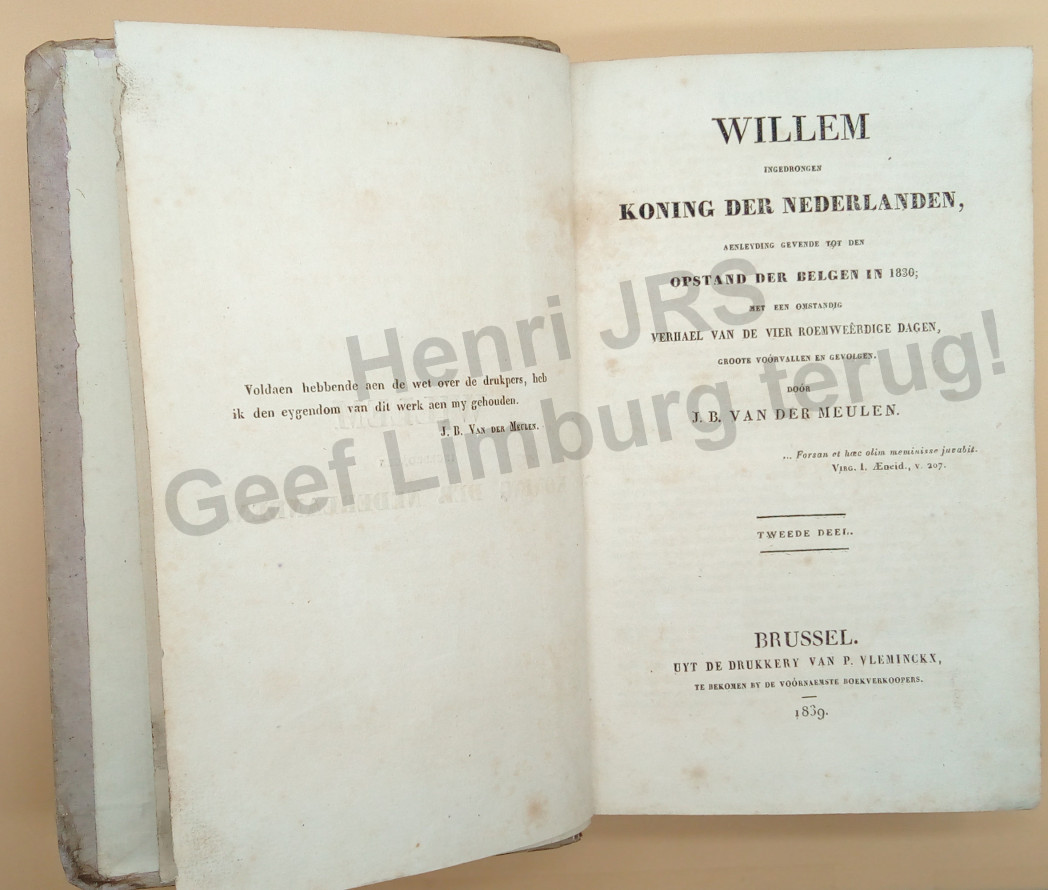 Voldaen hebbende aen de wet over de drukpers, heb
ik den eygendom van dit werk aen my gehouden.
J. B. VAN DER MEULEN.
WILLEM
INGEDRONGEN
KONING DER NEDERLANDEN,
AENLEYDING GEVENDE TOT DEN
OPSTAND DER BELGEN IN 1830;
MET EEN OMSTANDIG
VERHAEL VAN DE VIER ROEMWEÊRDIGE DAGEN,
GROOTE VOÓRVALLEN EN GEVOLGEN.
DOÓR
J. B. VAN DER MEULEN.
... Forsan et hæc olim meminisse juvabit.
VIRG. I. Æneid., v. 207.
TWEEDE DEEL.
BRUSSEL.
UYT DE DRUKKERY VAN P. VLEMINCKX,
TE BEKOMEN BY DE VOÓRNAEMSTE BOEKVERKOOPERS.
1839.
Henri JRS
Geef Limburg terug!